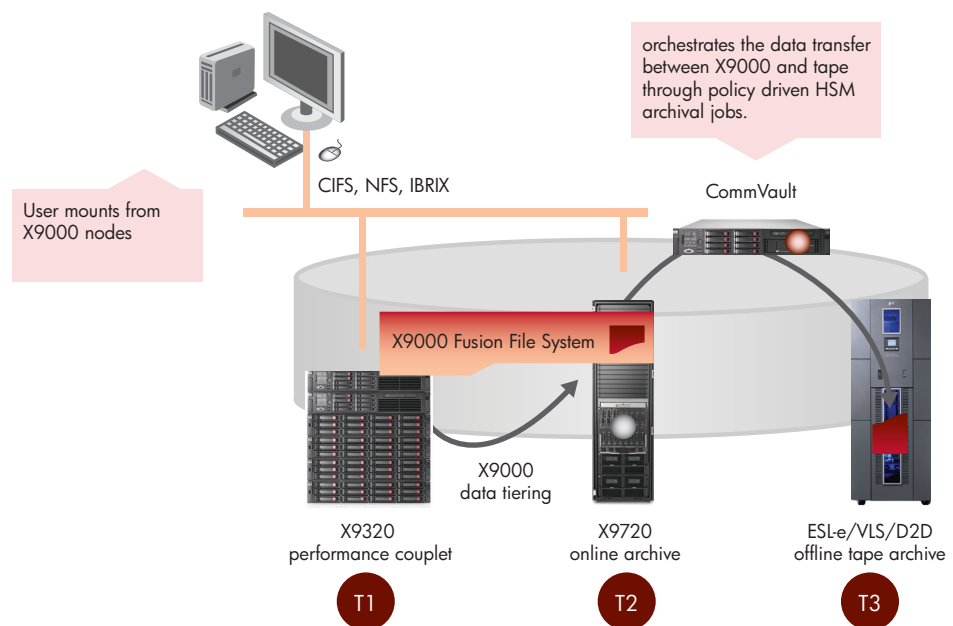 orchestrates the data transfer
between X9000 and tape
through policy driven HSM
archival jobs.
CIFS, NFS, IBRIX
CommVault
User mounts from
X9000 nodes
X9000 Fusion File System
X9000
data tiering
X9320
performance couplet
X9720
online archive
ESL-e/VLS/D2D
offline tape archive
T1
T2
T3